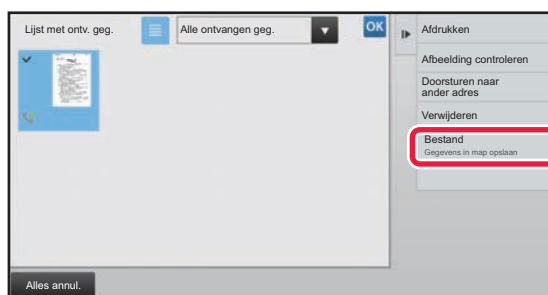 Lijst met ontv. geg.
Alle ontvangen geg.
OK
Afdrukken
Afbeelding controleren
Doorsturen naar
ander adres
Verwijderen
Bestand
Gegevens in map opslaan
Alles annul.